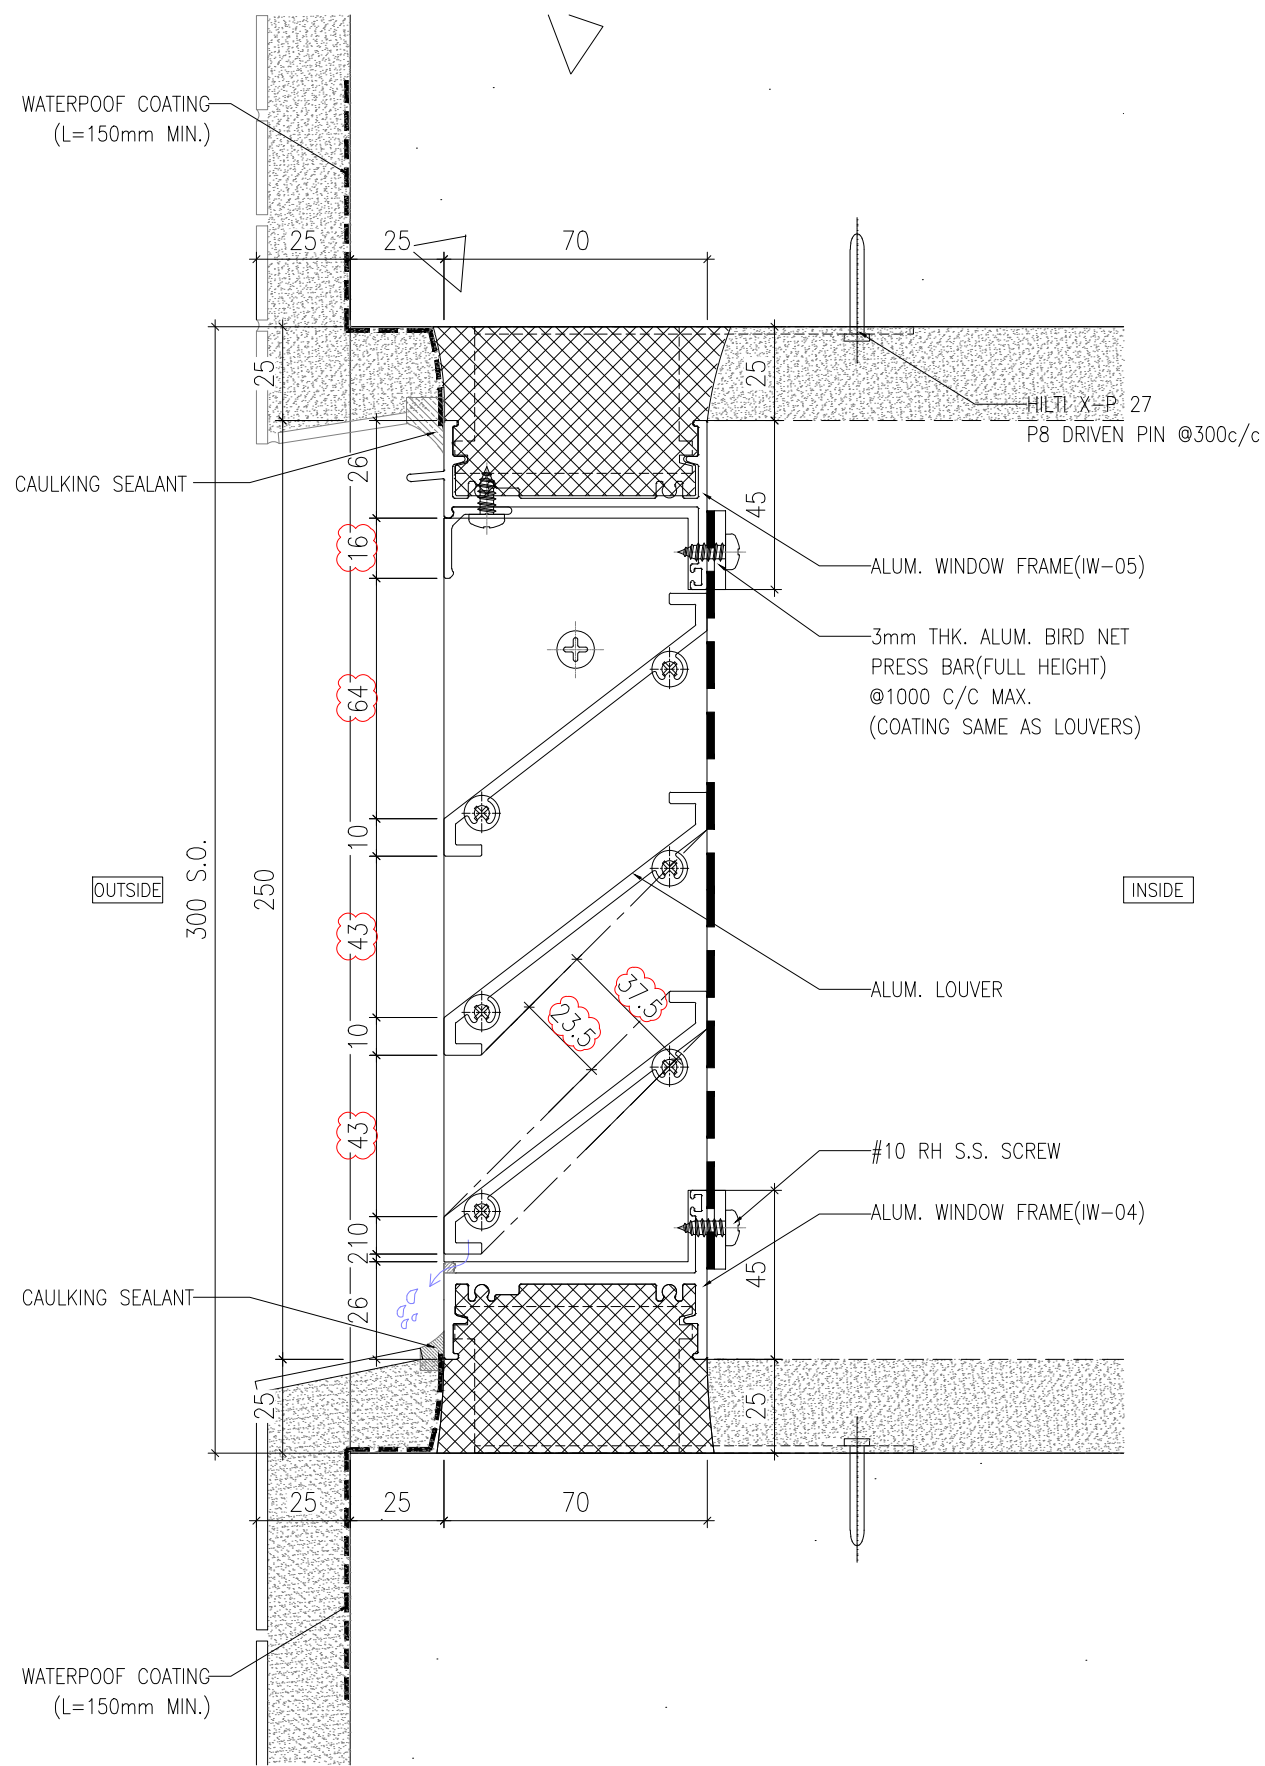 WATERPOOF COATING
(L=150mm MIN.)
25
25
70
25
25
HILTI X-P 27
P8 DRIVEN PIN @300c/c
CAULKING SEALANT
26
45
16
ALUM. WINDOW FRAME(IW-05)
3mm THK. ALUM. BIRD NET
PRESS BAR(FULL HEIGHT)
@1000 C/C MAX.
(COATING SAME AS LOUVERS)
64
10
300 S.O.
250
OUTSIDE
INSIDE
43
37.5
23.5
ALUM. LOUVER
10
43
#10 RH S.S. SCREW
ALUM. WINDOW FRAME(IW-04)
10
2
45
CAULKING SEALANT
26
25
25
25
25
70
WATERPOOF COATING
(L=150mm MIN.)